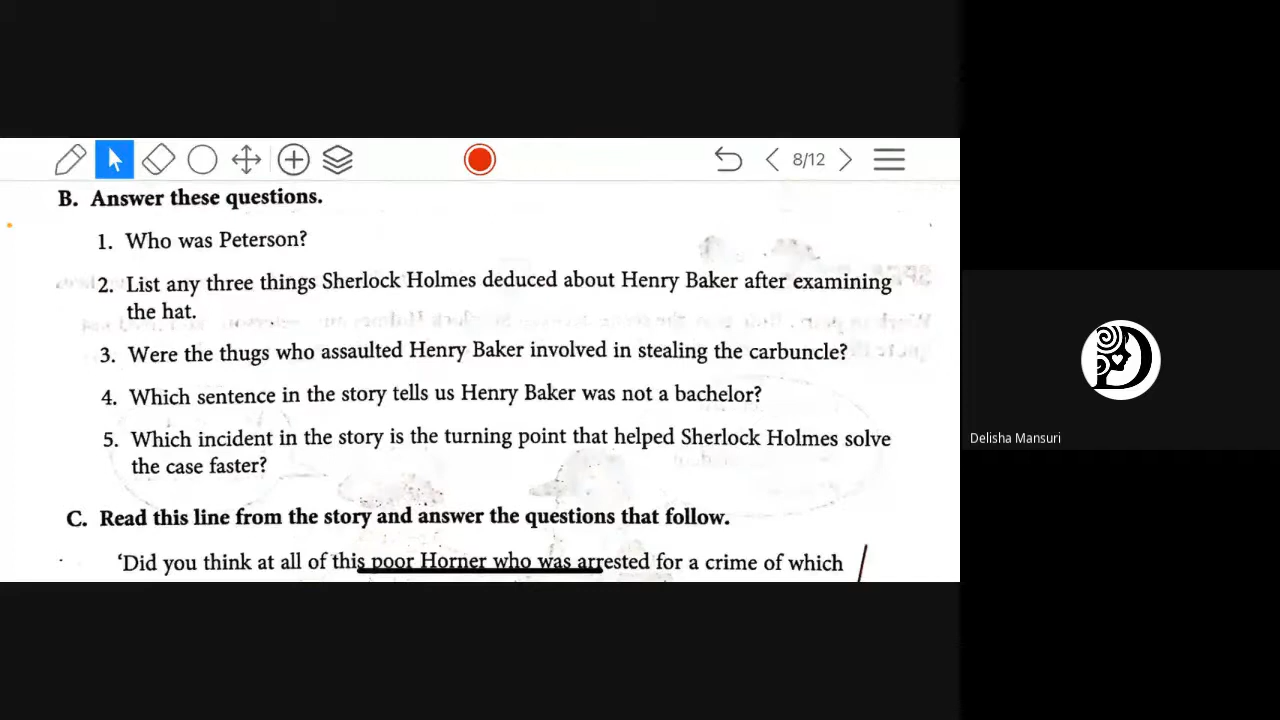 8/12
B. Answer these questions.
1. Who was Peterson?
2. List any three things Sherlock Holmes deduced about Henry Baker after examining
the hat.
3. Were the thugs who assaulted Henry Baker involved in stealing the carbuncle?
4. Which sentence in the story tells us Henry Baker was not a bachelor?
5. Which incident in the story is the turning point that helped Sherlock Holmes solve
the case faster?
C. Read this line from the story and answer the questions that follow.
‘Did you think at all of this poor Horner who was arrested for a crime of which
Delisha Mansuri